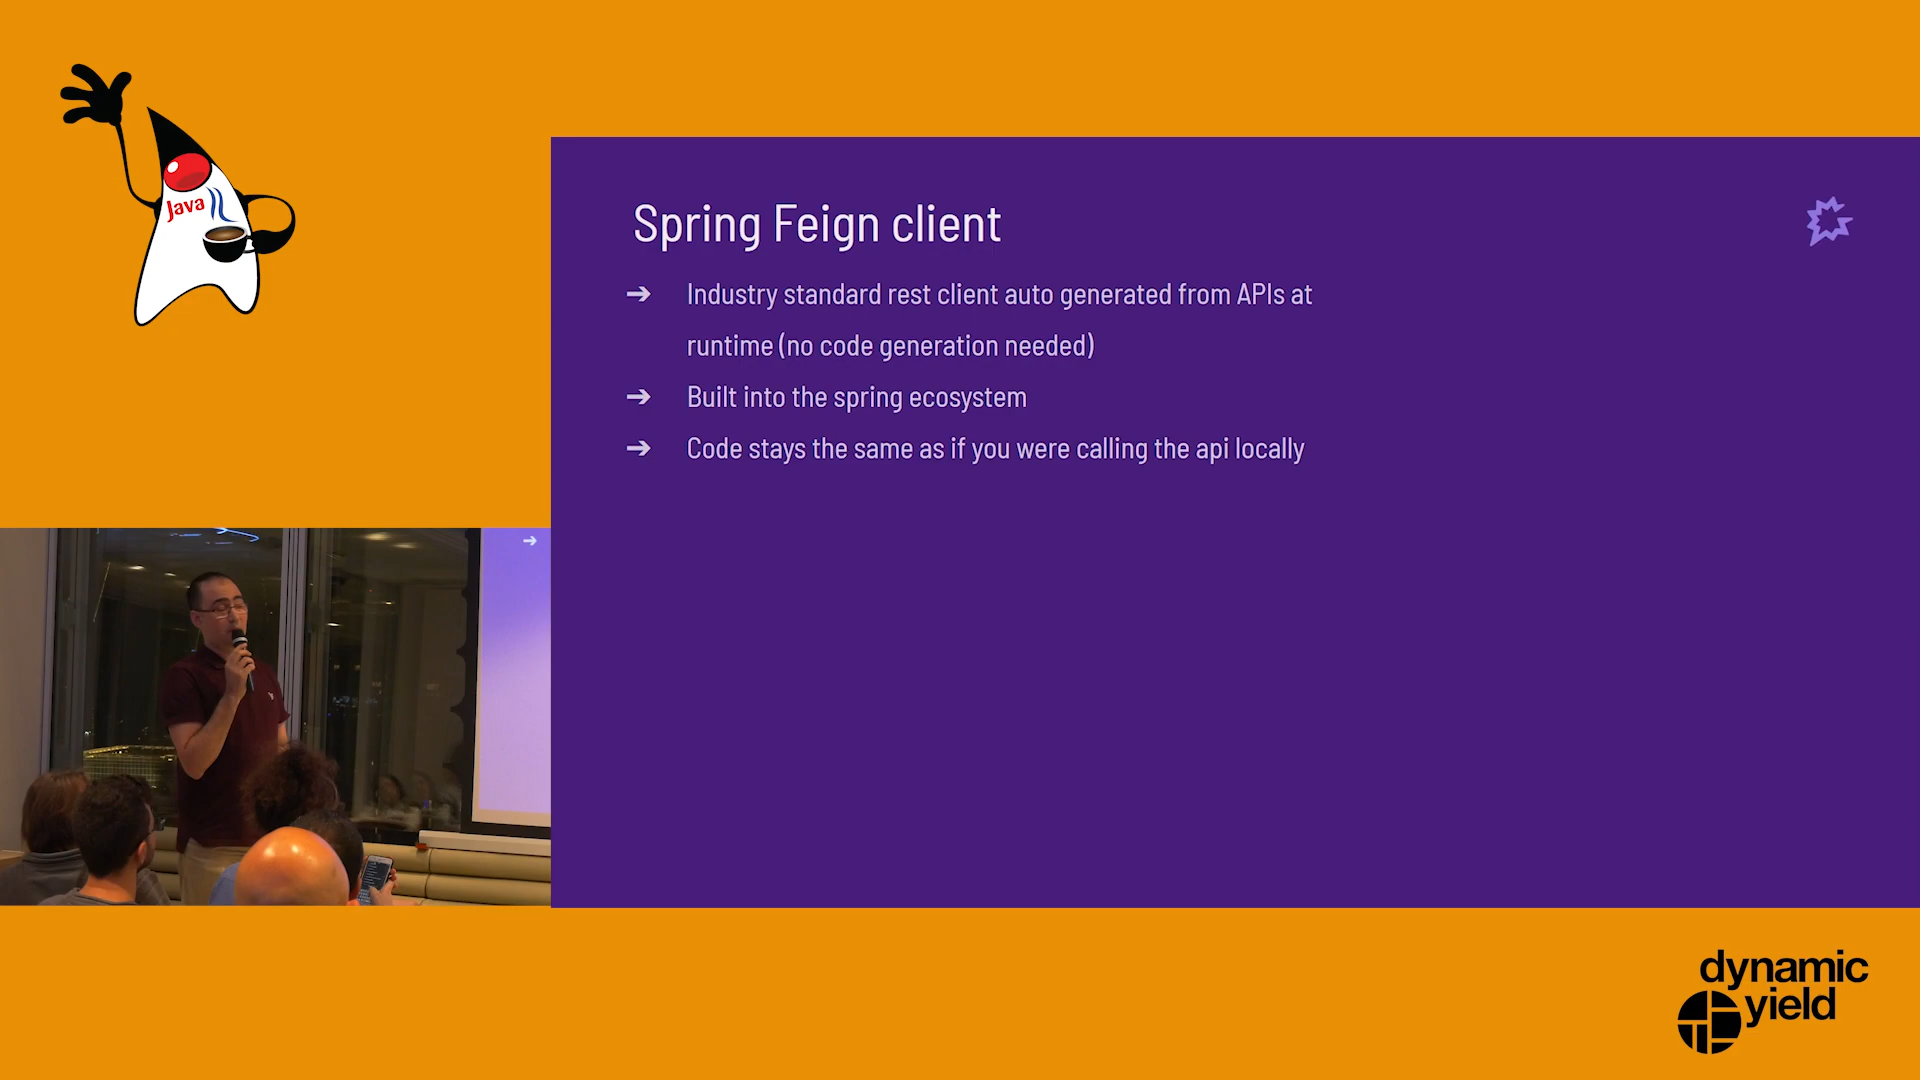 Java
Spring Feign client
➔ Industry standard rest client auto generated from APIs at
runtime (no code generation needed)
➔ Built into the spring ecosystem
➔ Code stays the same as if you were calling the api locally
➔
dynamic
yield